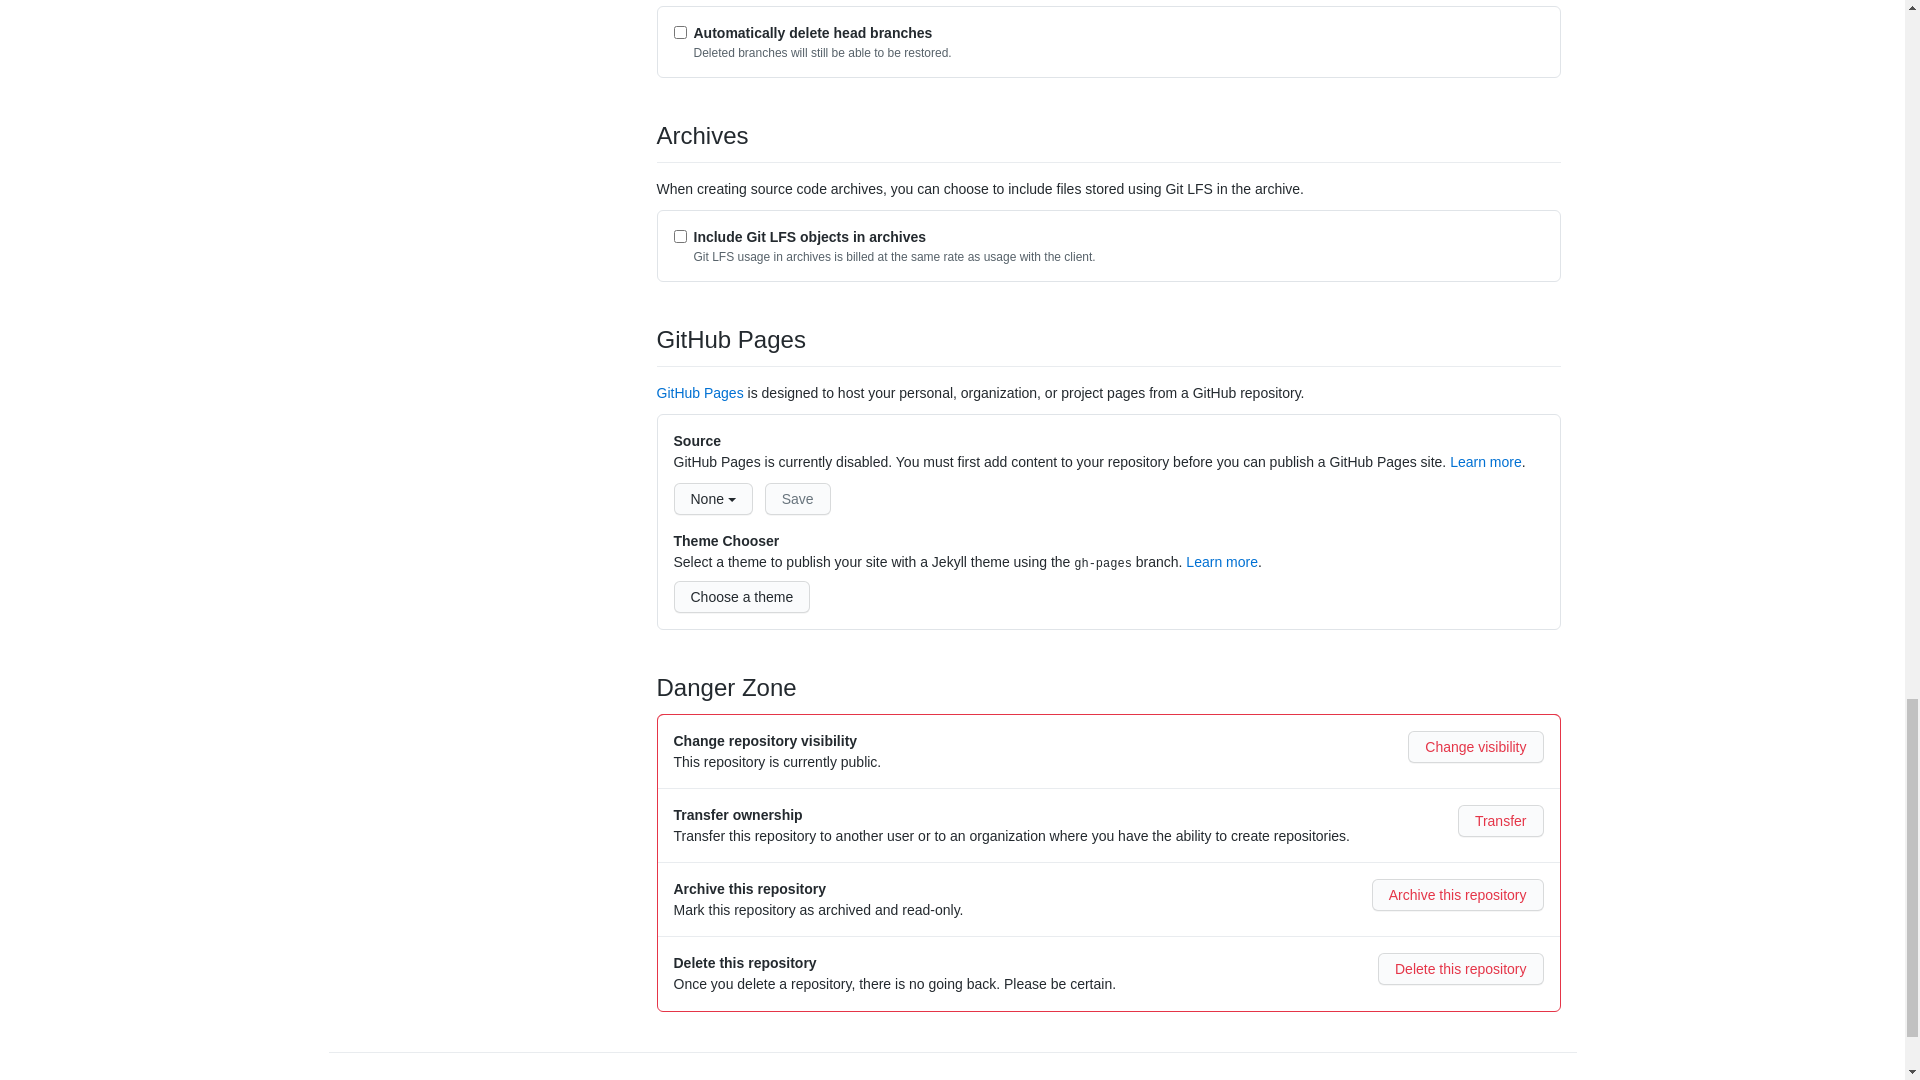 Automatically delete head branches
Deleted branches will still be able to be restored.
Archives
When creating source code archives, you can choose to include files stored using Git LFS in the archive.
Include Git LFS objects in archives
Git LFS usage in archives is billed at the same rate as usage with the client.
GitHub Pages
GitHub Pages is designed to host your personal, organization, or project pages from a GitHub repository.
Source
GitHub Pages is currently disabled. You must first add content to your repository before you can publish a GitHub Pages site. Learn more.
None Save
Theme Chooser
Select a theme to publish your site with a Jekyll theme using the gh-pages branch. Learn more.
Choose a theme
Danger Zone
Change repository visibility
This repository is currently public.
Change visibility
Transfer ownership
Transfer this repository to another user or to an organization where you have the ability to create repositories.
Transfer
Archive this repository
Mark this repository as archived and read-only.
Archive this repository
Delete this repository
Once you delete a repository, there is no going back. Please be certain.
Delete this repository